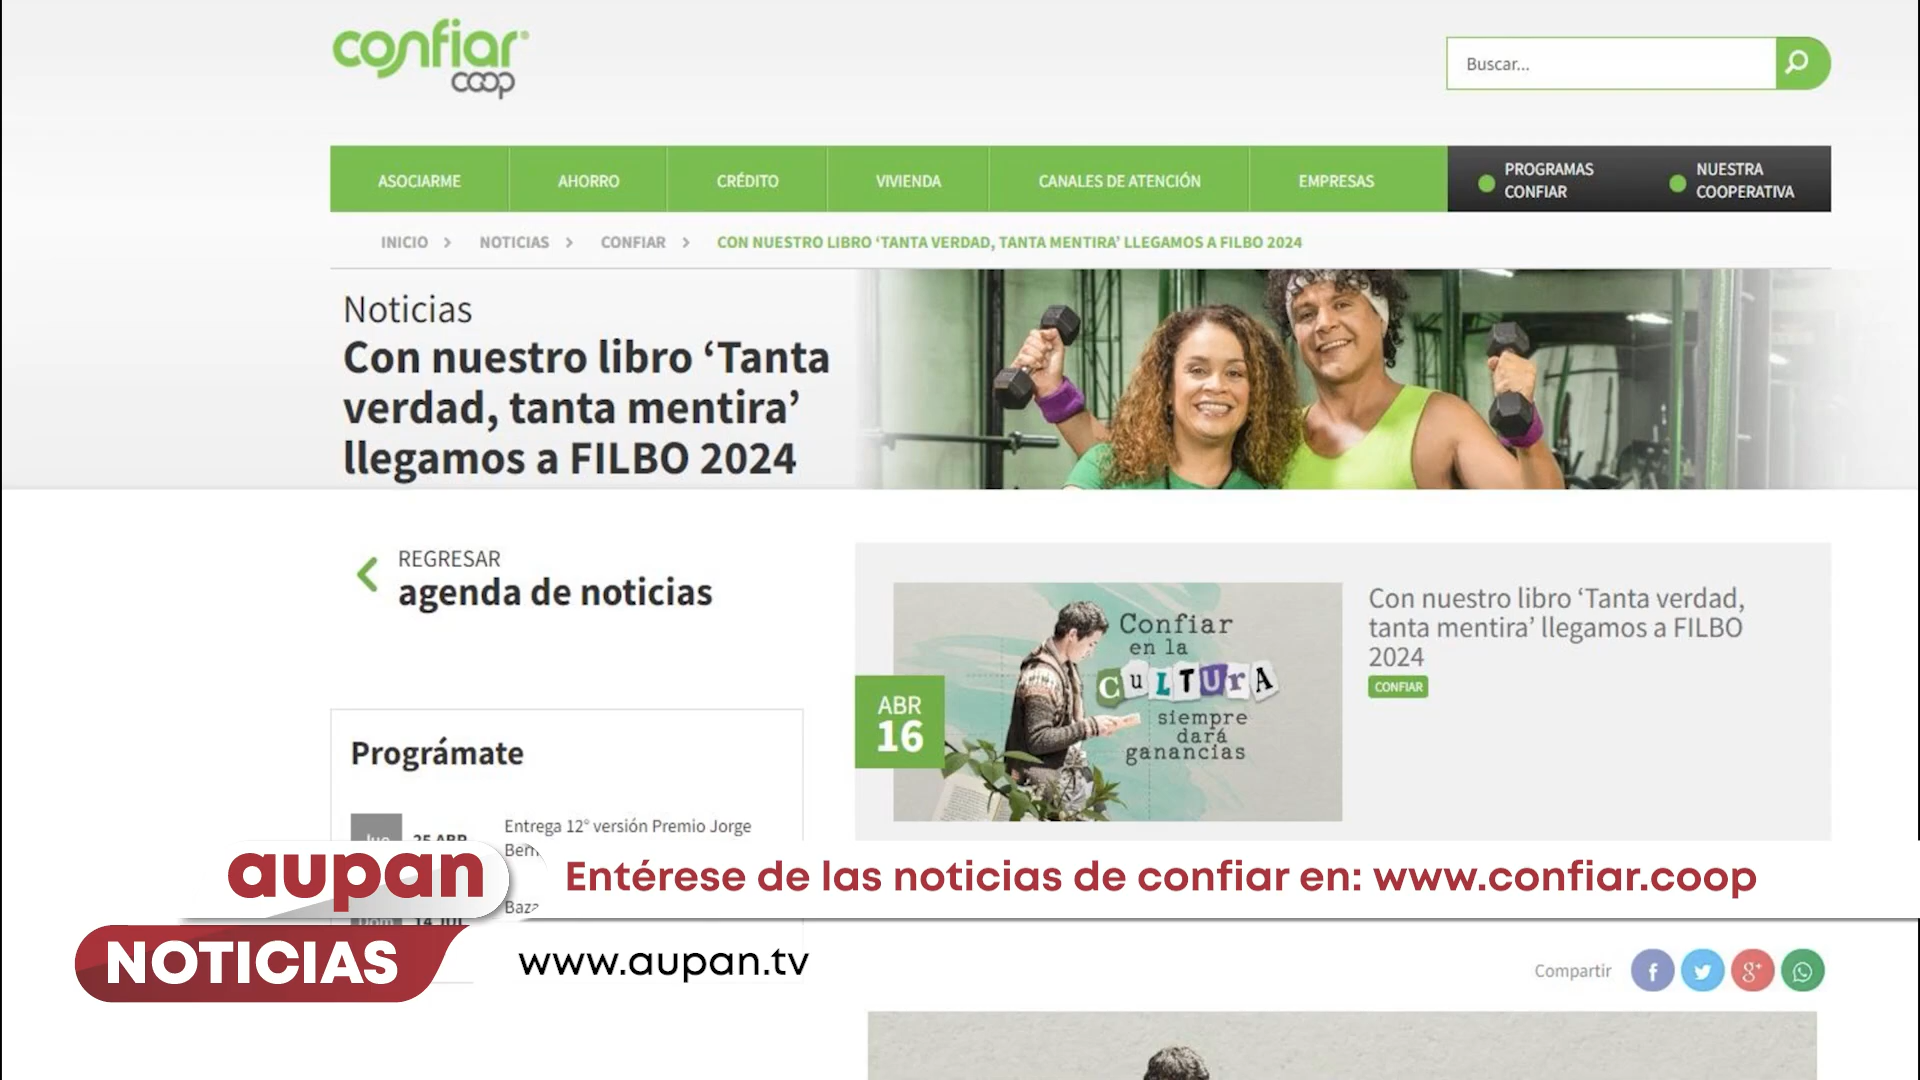 confiar
coop
Buscar...
ASOCIARME
AHORRO
CRÉDITO
VIVIENDA
CANALES DE ATENCIÓN
EMPRESAS
PROGRAMAS
CONFIAR
NUESTRA
COOPERATIVA
INICIO > NOTICIAS > CONFIAR > CON NUESTRO LIBRO ‘TANTA VERDAD, TANTA MENTIRA’ LLEGAMOS A FILBO 2024
Noticias
Con nuestro libro ‘Tanta
verdad, tanta mentira’
llegamos a FILBO 2024
REGRESAR
agenda de noticias
ABR
16
Confiar
en la
CuLTUrA
siempre
dará
ganancias
Con nuestro libro ‘Tanta verdad,
tanta mentira’ llegamos a FILBO
2024
CONFIAR
Prográmate
25 ABR
Entrega 12° versión Premio Jorge
14 JUL
aupan
NOTICIAS
Entérese de las noticias de confiar en: www.confiar.coop
www.aupan.tv
Compartir